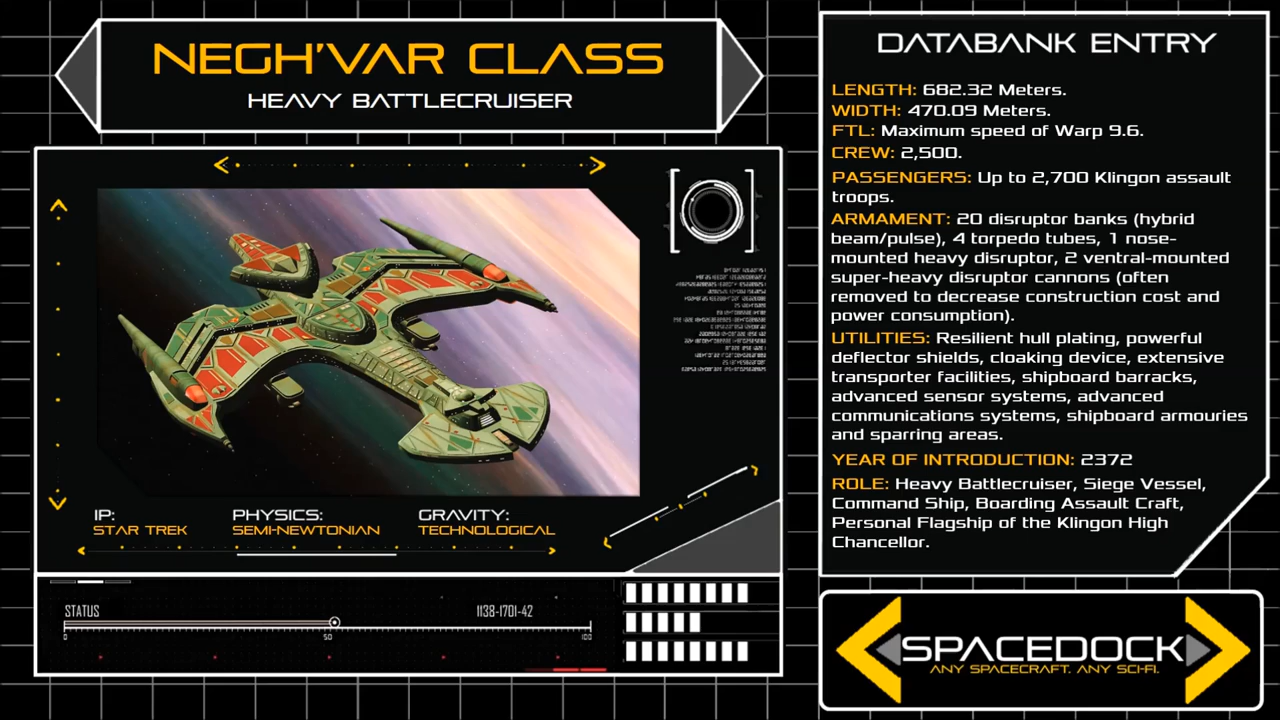 NEGH'VAR CLASS
HEAVY BATTLECRUISER
IP:
STAR TREK
PHYSICS:
SEMI-NEWTONIAN
GRAVITY:
TECHNOLOGICAL
STATUS
1138-1701-42
0
50
100
DATABANK ENTRY
LENGTH: 682.32 Meters.
WIDTH: 470.09 Meters.
FTL: Maximum speed of Warp 9.6.
CREW: 2,500.
PASSENGERS: Up to 2,700 Klingon assault
troops.
ARMAMENT: 20 disruptor banks (hybrid
beam/pulse), 4 torpedo tubes, 1 nose-
mounted heavy disruptor, 2 ventral-mounted
super-heavy disruptor cannons (often
removed to decrease construction cost and
power consumption).
UTILITIES: Resilient hull plating, powerful
deflector shields, cloaking device, extensive
transporter facilities, shipboard barracks,
advanced sensor systems, advanced
communications systems, shipboard armouries
and sparring areas.
YEAR OF INTRODUCTION: 2372
ROLE: Heavy Battlecruiser, Siege Vessel,
Command Ship, Boarding Assault Craft,
Personal Flagship of the Klingon High
Chancellor.
SPACEDOCK
ANY SPACECRAFT. ANY SCI-FI.